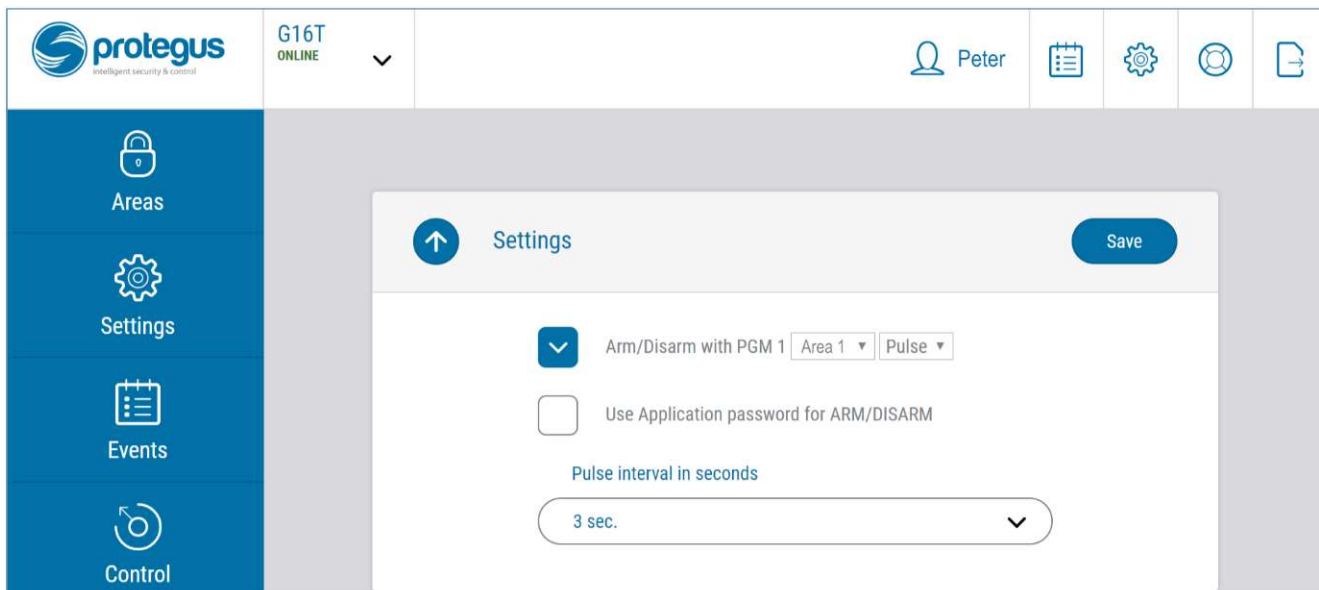 protegus
intelligent security & control
G16T
ONLINE
Peter
Areas
Settings
Events
Control
Settings
Save
Arm/Disarm with PGM 1 Area 1 Pulse
Use Application password for ARM/DISARM
Pulse interval in seconds
3 sec.